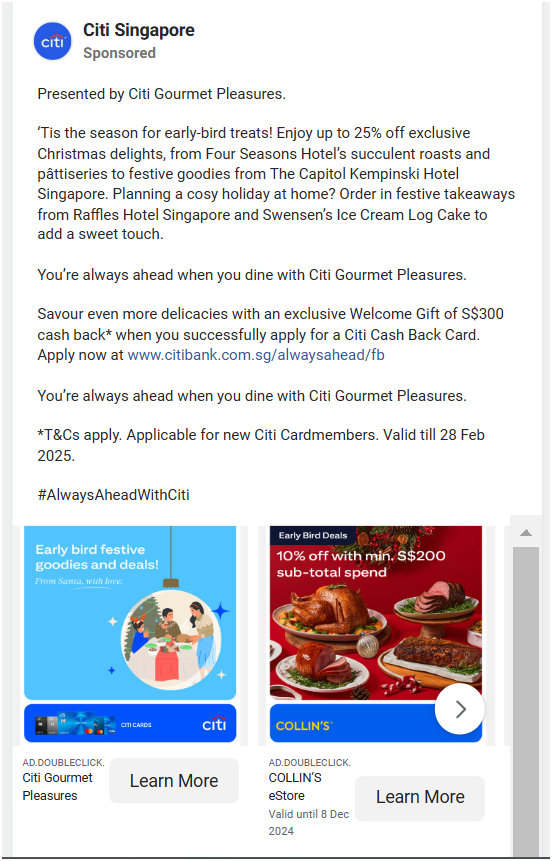 Citi Singapore
citi
Sponsored
Presented by Citi Gourmet Pleasures.
‘Tis the season for early-bird treats! Enjoy up to 25% off exclusive
Christmas delights, from Four Seasons Hotel’s succulent roasts and
pâttiseries to festive goodies from The Capitol Kempinski Hotel
Singapore. Planning a cosy holiday at home? Order in festive takeaways
from Raffles Hotel Singapore and Swensen’s Ice Cream Log Cake to
add a sweet touch.
You’re always ahead when you dine with Citi Gourmet Pleasures.
Savour even more delicacies with an exclusive Welcome Gift of S$300
cash back* when you successfully apply for a Citi Cash Back Card.
Apply now at www.citibank.com.sg/alwaysahead/fb
You’re always ahead when you dine with Citi Gourmet Pleasures.
*T&Cs apply. Applicable for new Citi Cardmembers. Valid till 28 Feb
2025.
#AlwaysAheadWithCiti
Early bird festive
goodies and deals!
From Santa, with love.
CITI CARDS
citi
AD.DOUBLECLICK.
Citi Gourmet
Pleasures
Learn More
Early Bird Deals
10% off with min. S$200
sub-total spend
COLLIN'S
AD.DOUBLECLICK.
COLLIN'S
eStore
Valid until 8 Dec
2024
Learn More